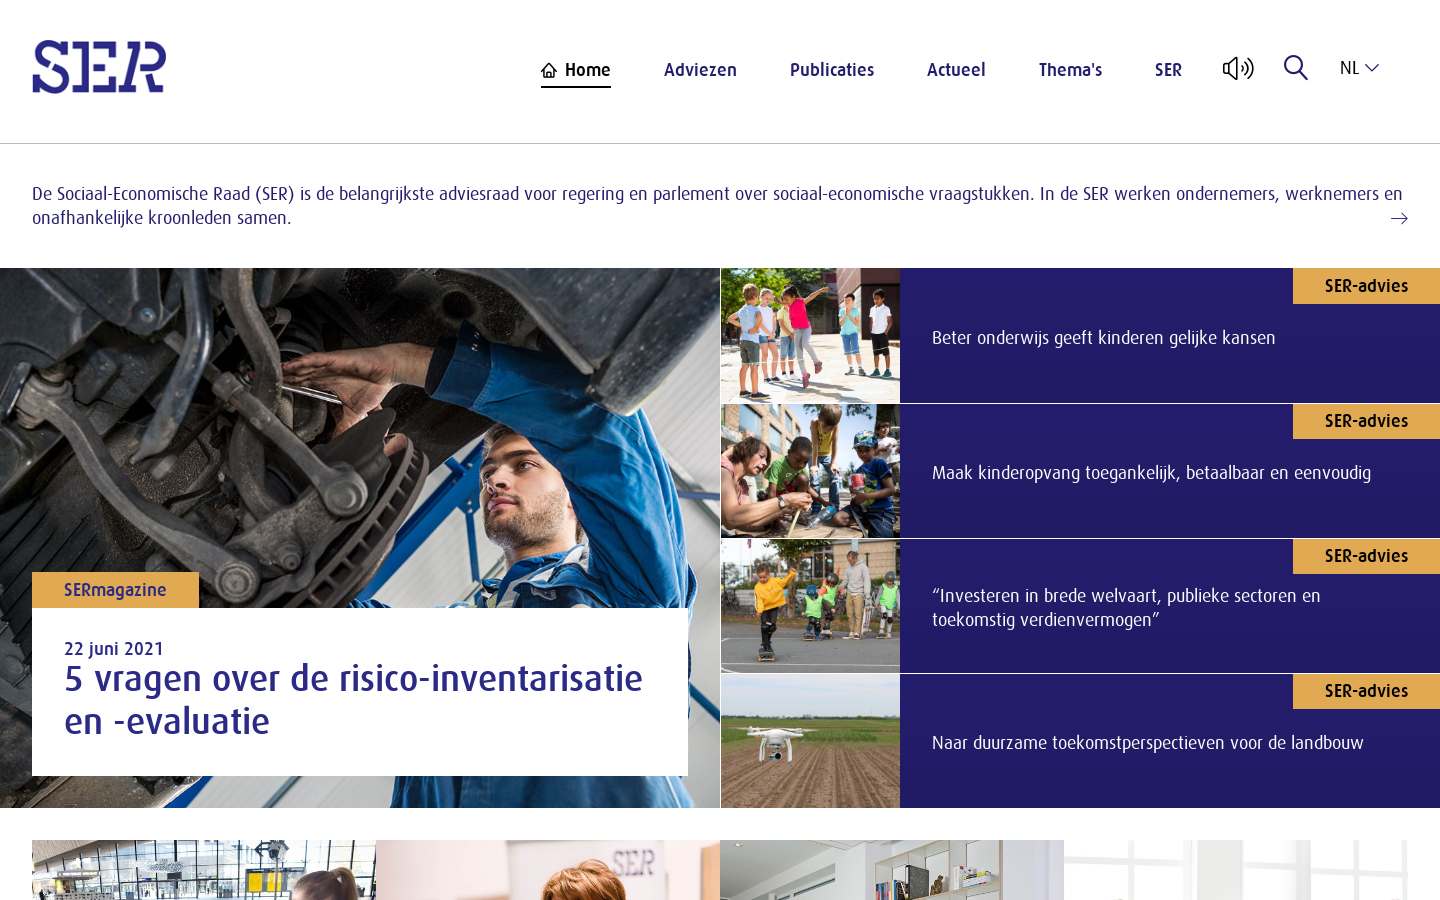 SER
Home
Adviezen
Publicaties
Actueel
Thema's
SER
NL
De Sociaal-Economische Raad (SER) is de belangrijkste adviesraad voor regering en parlement over sociaal-economische vraagstukken. In de SER werken ondernemers, werknemers en
onafhankelijke kroonleden samen.
SERmagazine
22 juni 2021
5 vragen over de risico-inventarisatie
en -evaluatie
SER-advies
Beter onderwijs geeft kinderen gelijke kansen
SER-advies
Maak kinderopvang toegankelijk, betaalbaar en eenvoudig
SER-advies
“Investeren in brede welvaart, publieke sectoren en
toekomstig verdienvermogen”
SER-advies
Naar duurzame toekomstperspectieven voor de landbouw
SER